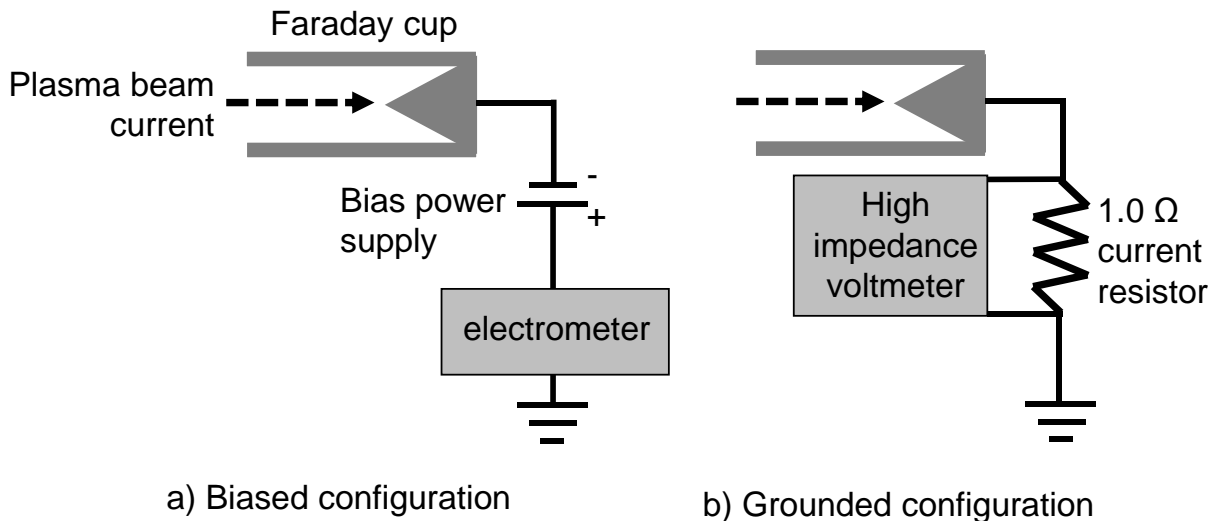 Faraday cup
Plasma beam
current
Bias power
supply
-
+
electrometer
a) Biased configuration
High
impedance
voltmeter
1.0 Ω
current
resistor
b) Grounded configuration